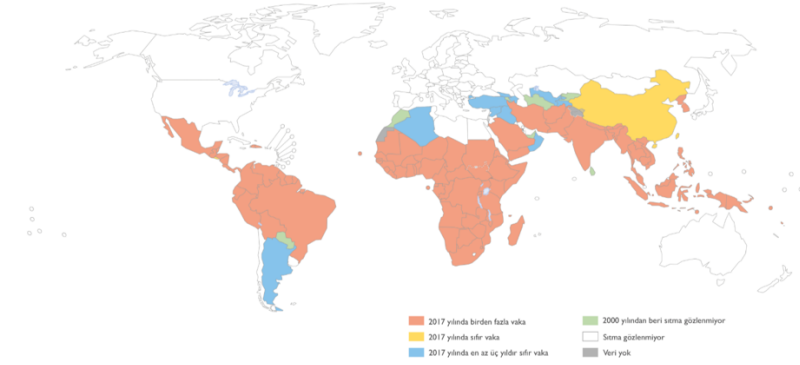 2017 yılında birden fazla vaka
2017 yılında sıfır vaka
2017 yılında en az üç yıldır sıfır vaka
2000 yılından beri sıtma gözlenmiyor
Sıtma gözlenmiyor
Veri yok